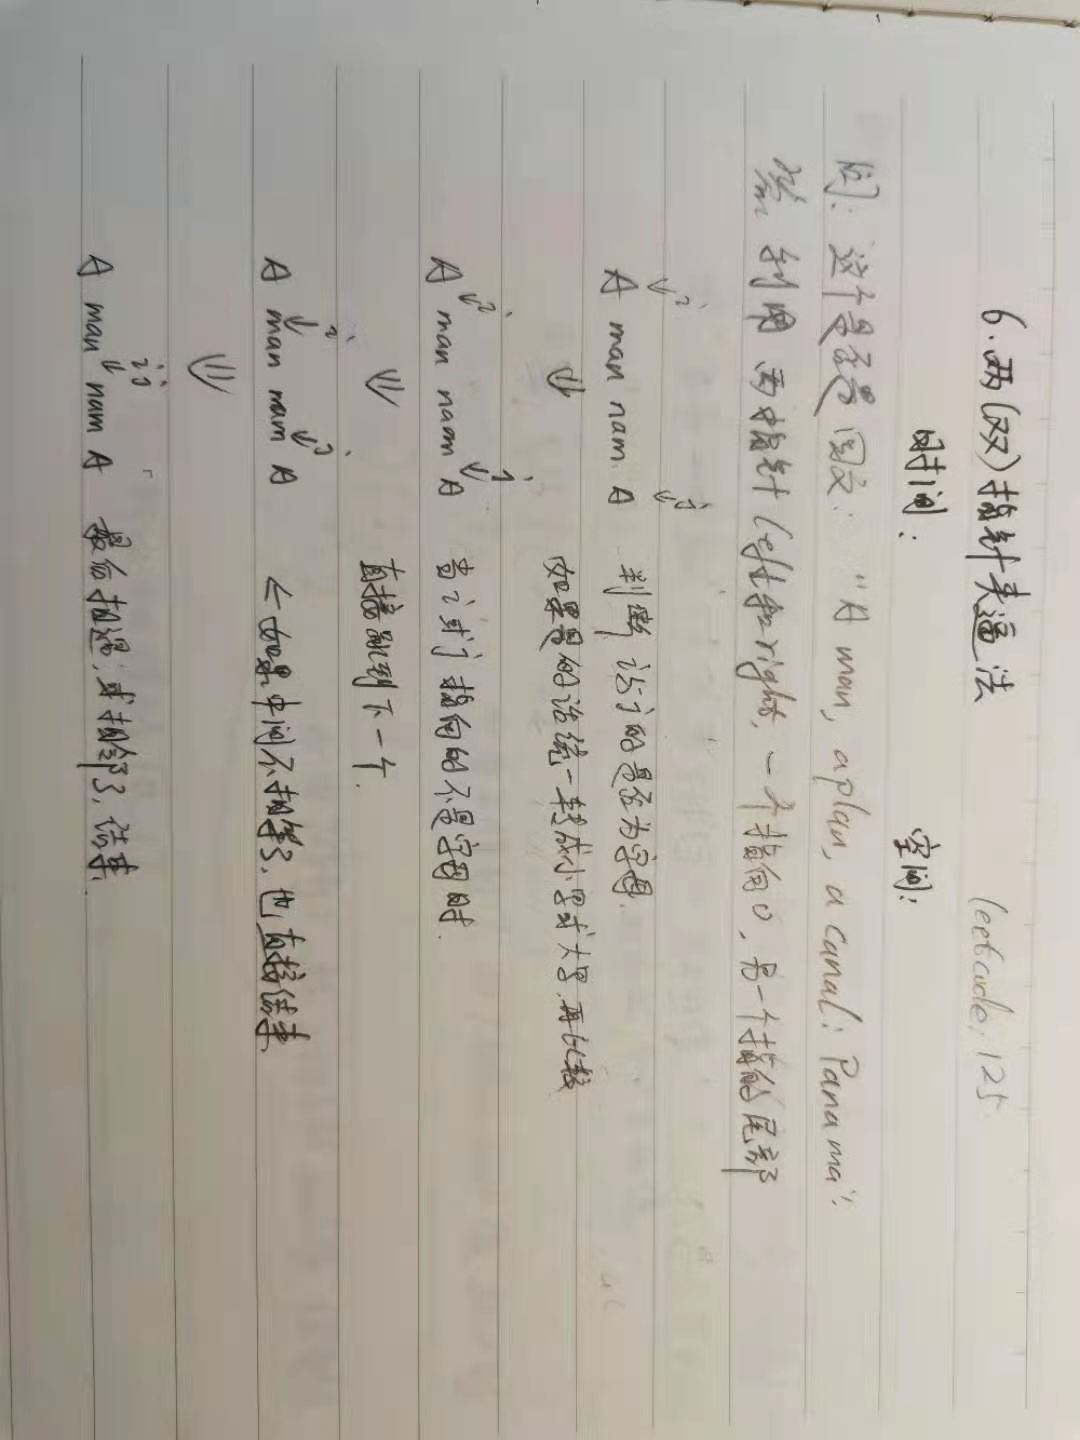 6.两(双)指针夹逼法 leetcode: 125
时间: 空间:
问: 这个是否是回文: "A man, a plan, a canal: Panama".
答: 利用两指针left和right, 一个指向0, 另一个指的尾部
i j
A man nam A 判断i与j的是否为字母.
如果是的话统一转成小写或大写,再比较
i j
A man naam A 当i或j指向的不是字母时.
直接跳到下一个.
i j
A man nam A ←如果中间不相等了,也直接结束
i j
A man nam A 最后相遇,或相邻了,结束.